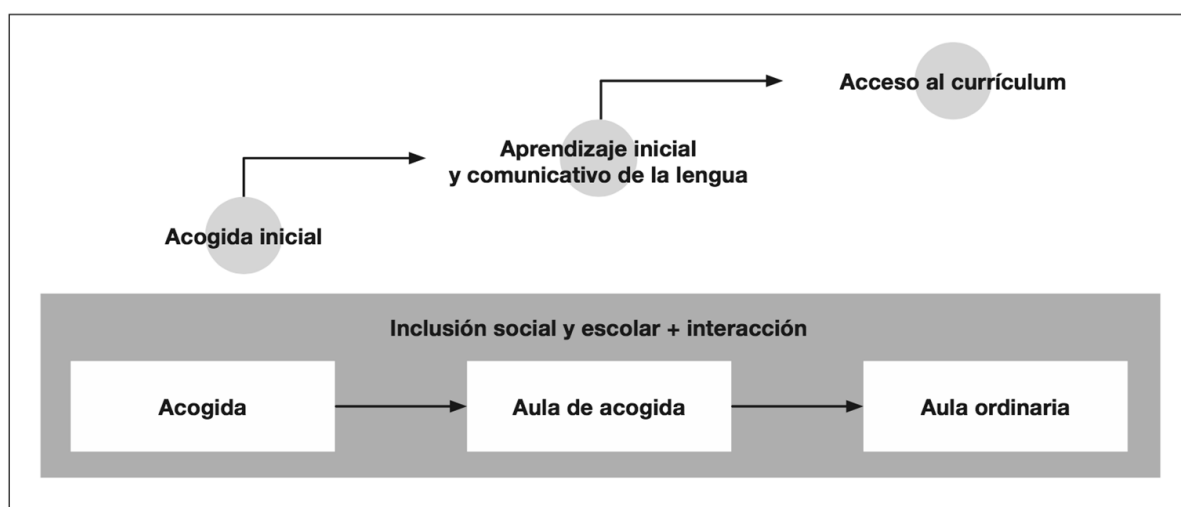 Acceso al currículum
Aprendizaje inicial
y comunicativo de la lengua
Acogida inicial
Inclusión social y escolar + interacción
Acogida
Aula de acogida
Aula ordinaria